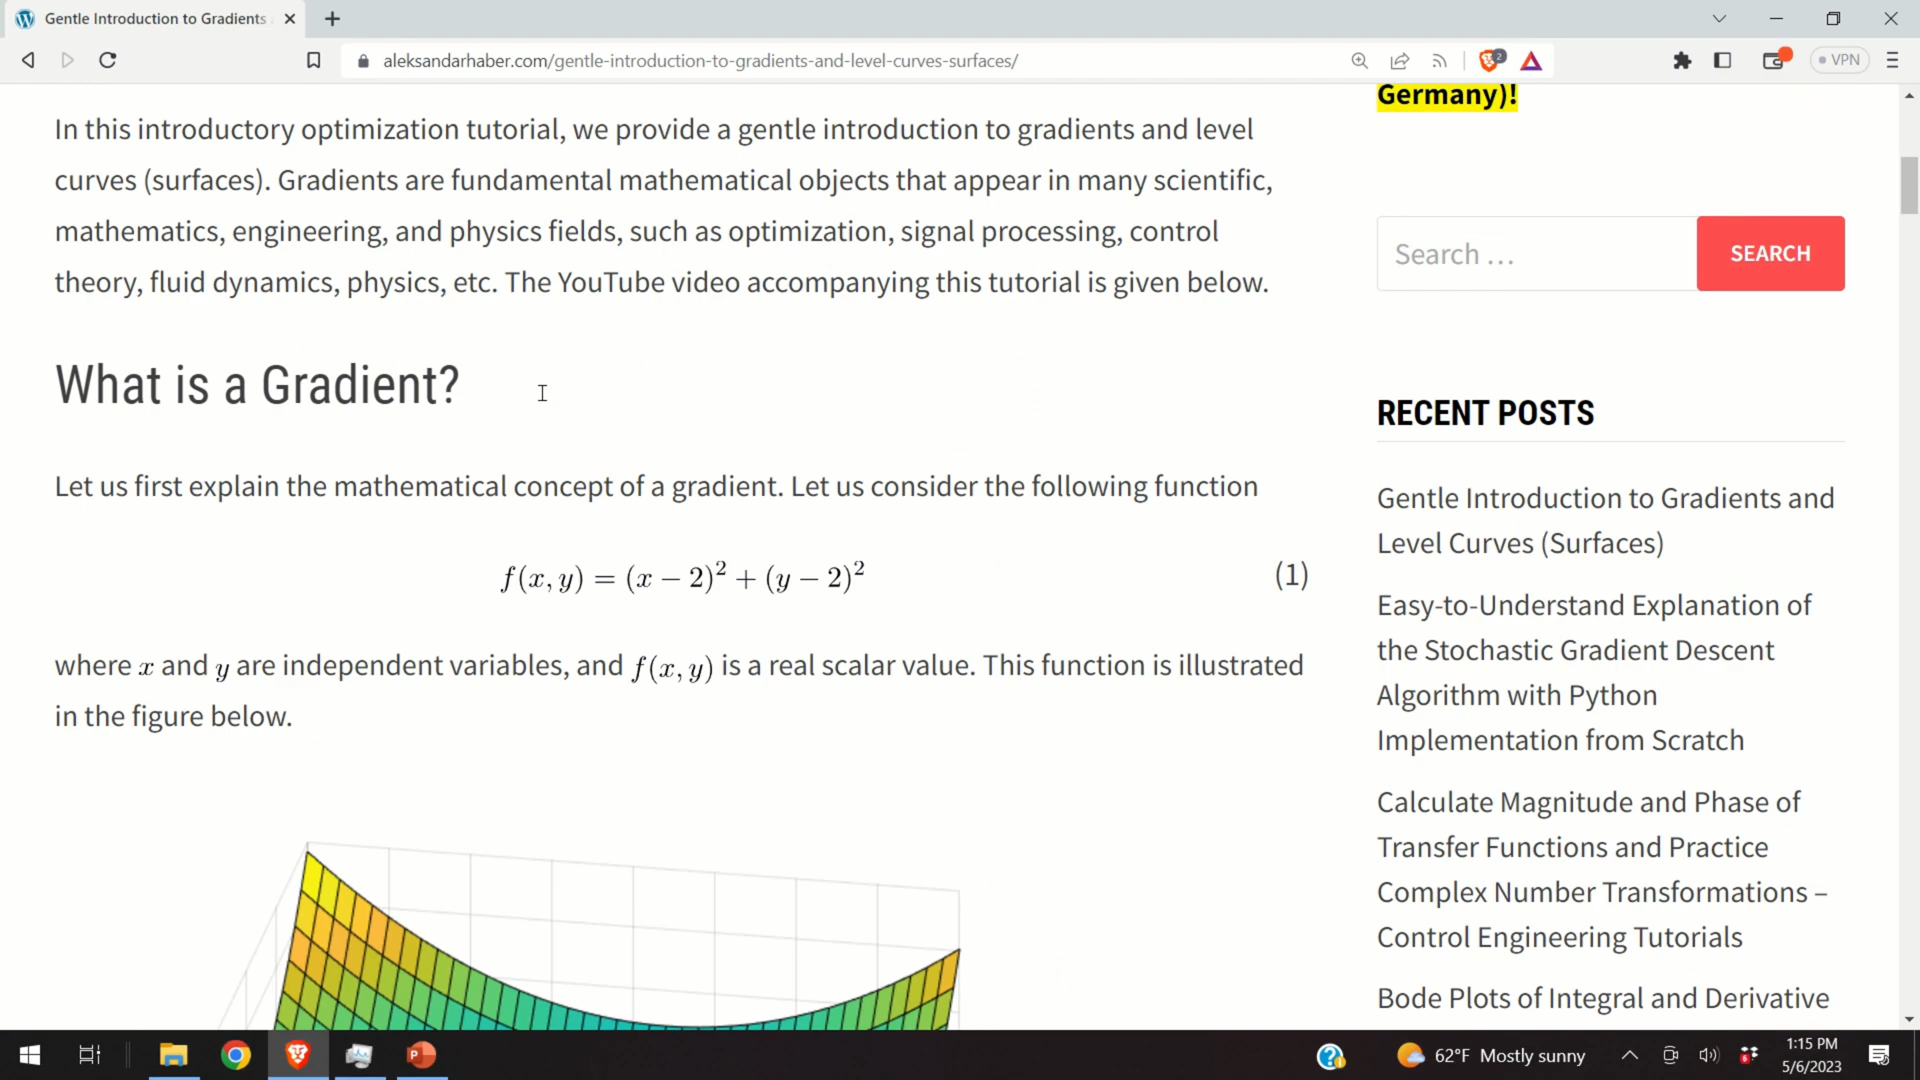 Gentle Introduction to Gradients
aleksandarhaber.com/gentle-introduction-to-gradients-and-level-curves-surfaces/
2
VPN
In this introductory optimization tutorial, we provide a gentle introduction to gradients and level
curves (surfaces). Gradients are fundamental mathematical objects that appear in many scientific,
mathematics, engineering, and physics fields, such as optimization, signal processing, control
theory, fluid dynamics, physics, etc. The YouTube video accompanying this tutorial is given below.
What is a Gradient?
Let us first explain the mathematical concept of a gradient. Let us consider the following function
f(x, y) = (x − 2)² + (y − 2)² (1)
where x and y are independent variables, and f(x, y) is a real scalar value. This function is illustrated
in the figure below.
Germany)!
Search …
SEARCH
RECENT POSTS
Gentle Introduction to Gradients and
Level Curves (Surfaces)
Easy-to-Understand Explanation of
the Stochastic Gradient Descent
Algorithm with Python
Implementation from Scratch
Calculate Magnitude and Phase of
Transfer Functions and Practice
Complex Number Transformations –
Control Engineering Tutorials
Bode Plots of Integral and Derivative
62°F Mostly sunny
1:15 PM
5/6/2023